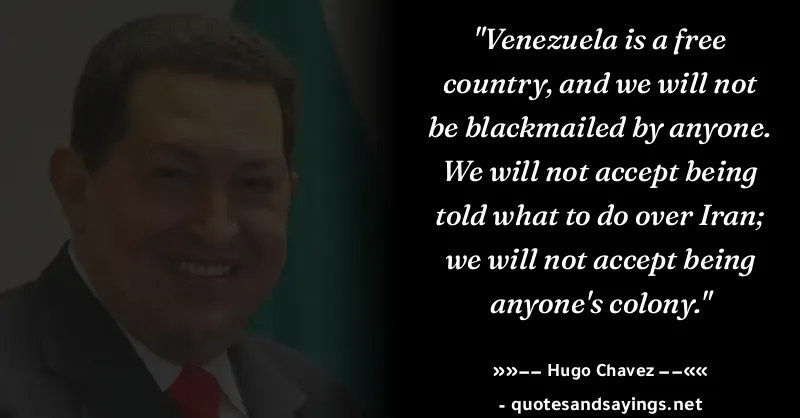 "Venezuela is a free
country, and we will not
be blackmailed by anyone.
We will not accept being
told what to do over Iran;
we will not accept being
anyone's colony."
»»-- Hugo Chavez --««
- quotesandsayings.net